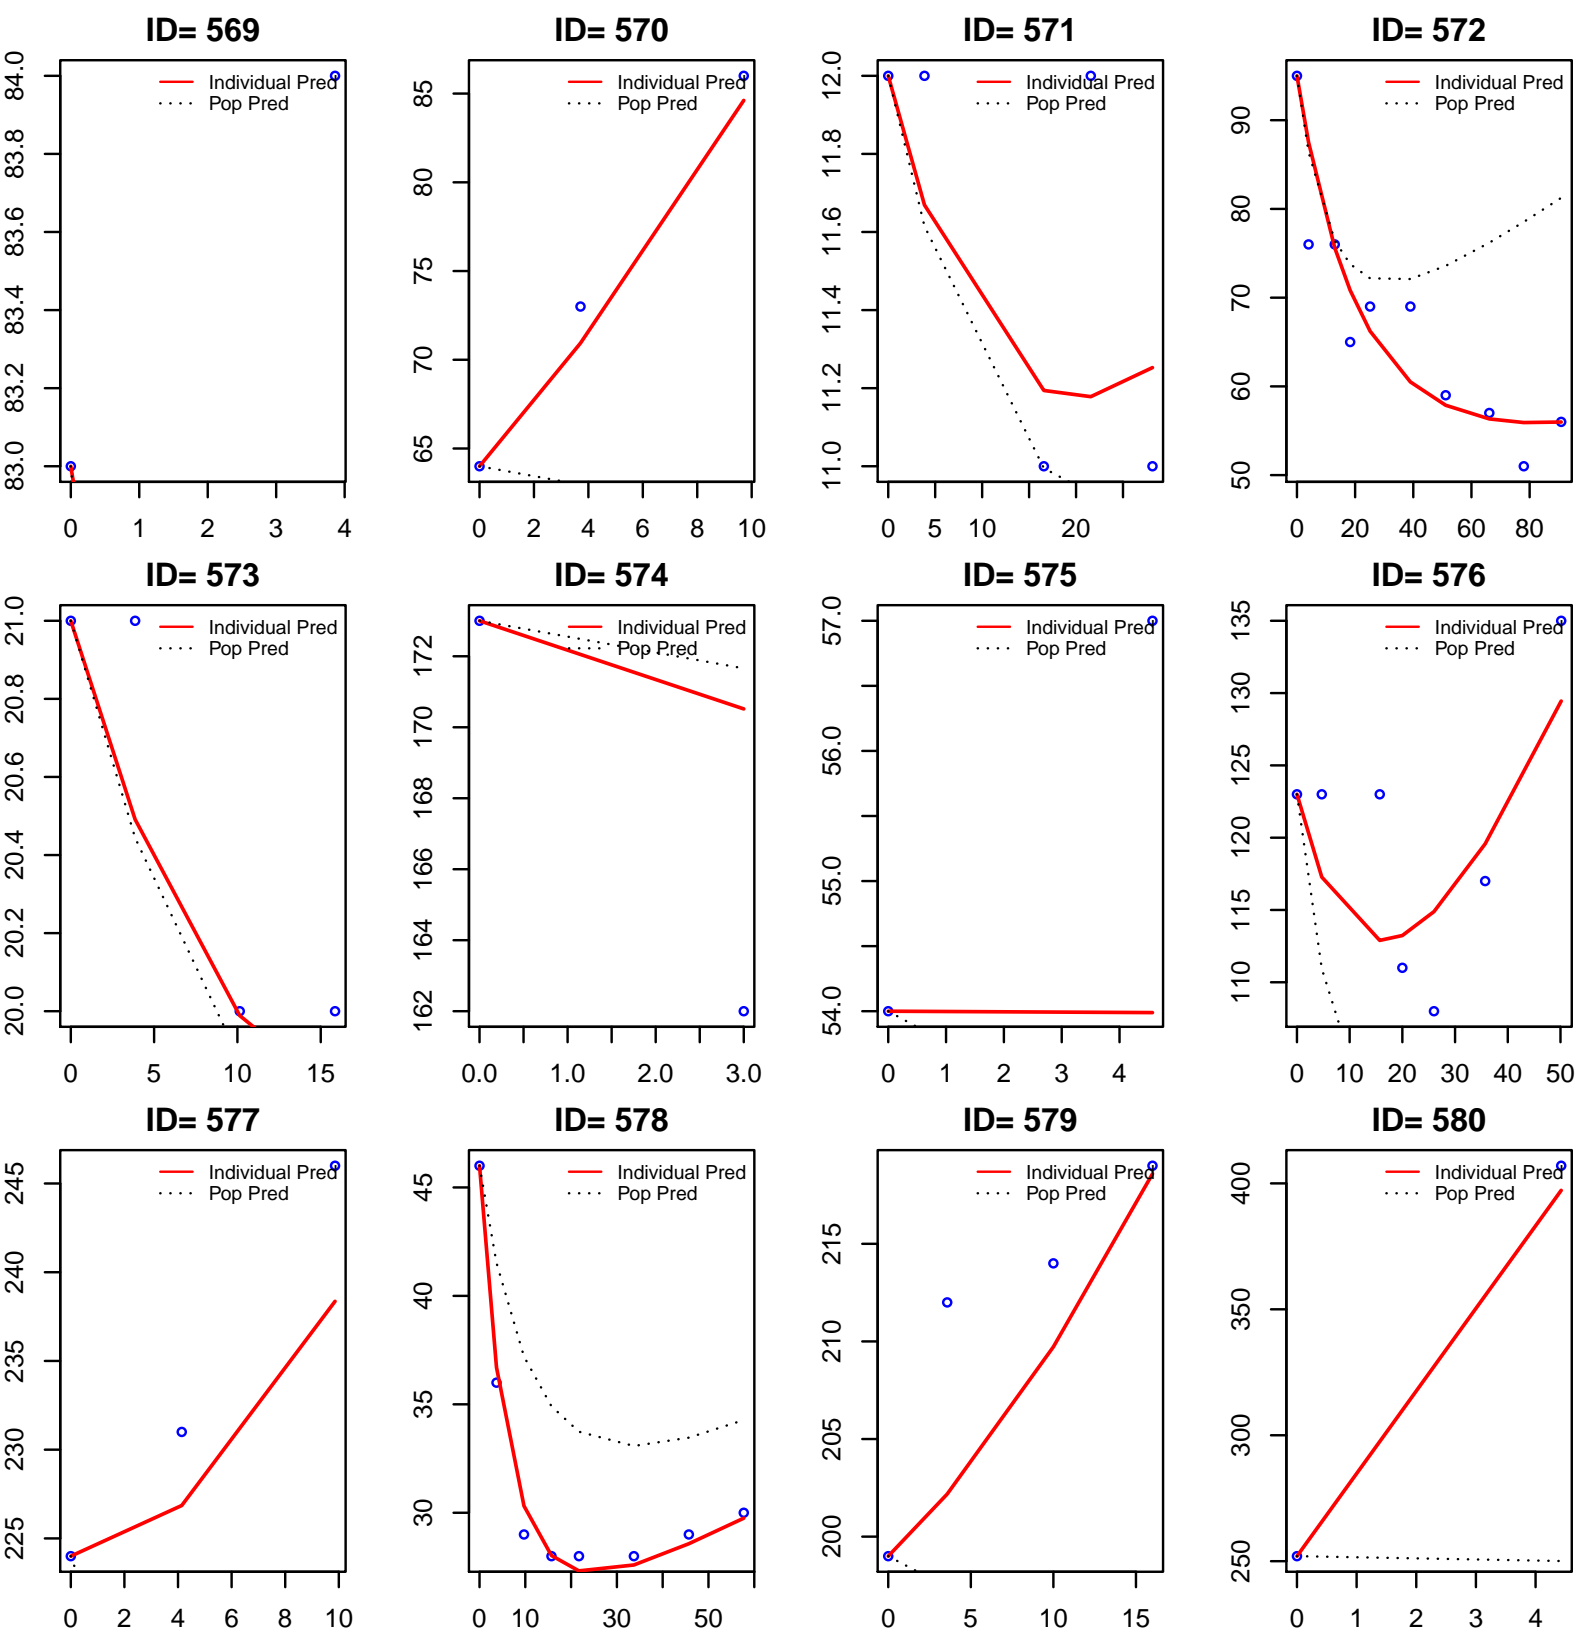 ID= 569
Individual Pred
Pop Pred
83.0 83.2 83.4 83.6 83.8 84.0
0 1 2 3 4
ID= 570
Individual Pred
Pop Pred
65 70 75 80 85
0 2 4 6 8 10
ID= 571
Individual Pred
Pop Pred
11.0 11.2 11.4 11.6 11.8 12.0
0 5 10 20
ID= 572
Individual Pred
Pop Pred
50 60 70 80 90
0 20 40 60 80
ID= 573
Individual Pred
Pop Pred
20.0 20.2 20.4 20.6 20.8 21.0
0 5 10 15
ID= 574
Individual Pred
Pop Pred
162 164 166 168 170 172
0.0 1.0 2.0 3.0
ID= 575
Individual Pred
Pop Pred
54.0 55.0 56.0 57.0
0 1 2 3 4
ID= 576
Individual Pred
Pop Pred
110 115 120 125 130 135
0 10 20 30 40 50
ID= 577
Individual Pred
Pop Pred
225 230 235 240 245
0 2 4 6 8 10
ID= 578
Individual Pred
Pop Pred
30 35 40 45
0 10 30 50
ID= 579
Individual Pred
Pop Pred
200 205 210 215
0 5 10 15
ID= 580
Individual Pred
Pop Pred
250 300 350 400
0 1 2 3 4